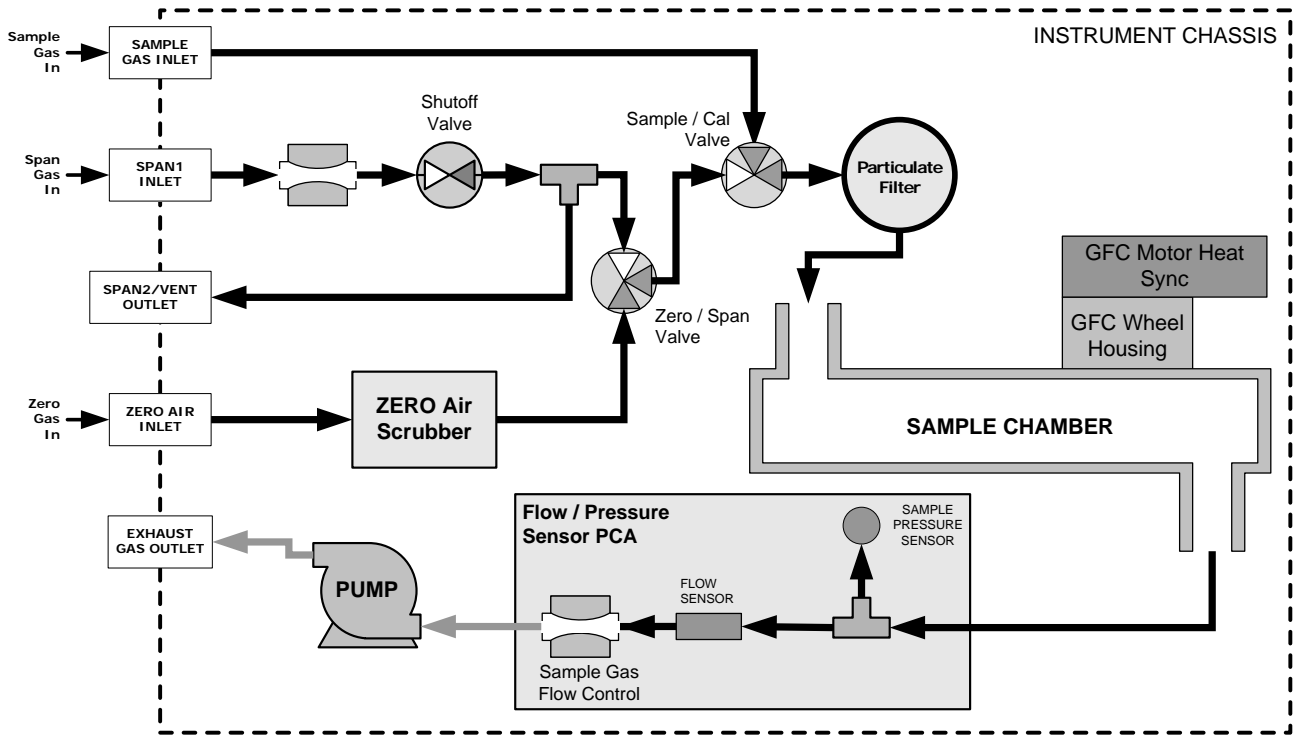 INSTRUMENT CHASSIS
Sample
Gas
In
SAMPLE
GAS INLET
Span
Gas
In
SPAN1
INLET
Shutoff
Valve
Sample / Cal
Valve
Particulate
Filter
SPAN2/VENT
OUTLET
Zero / Span
Valve
GFC Motor Heat
Sync
GFC Wheel
Housing
Zero
Gas
In
ZERO AIR
INLET
ZERO Air
Scrubber
SAMPLE CHAMBER
EXHAUST
GAS OUTLET
PUMP
Flow / Pressure
Sensor PCA
SAMPLE
PRESSURE
SENSOR
FLOW
SENSOR
Sample Gas
Flow Control